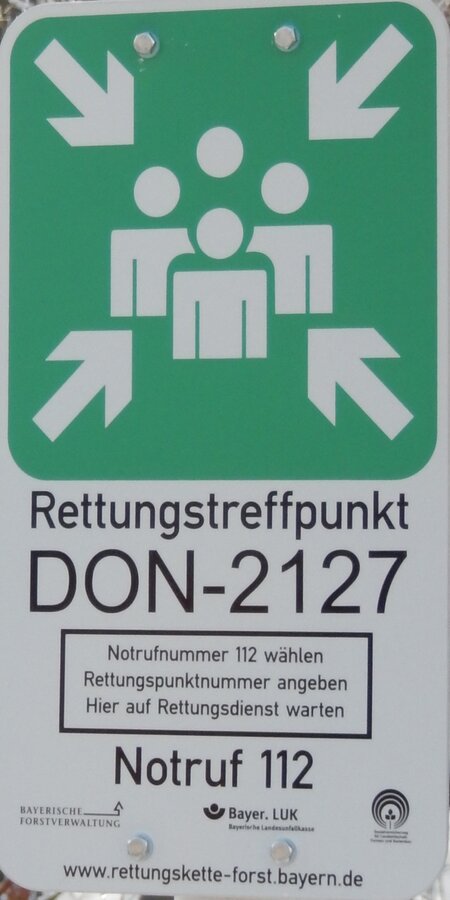 Rettungstreffpunkt
DON-2127
Notrufnummer 112 wählen
Rettungspunktnummer angeben
Hier auf Rettungsdienst warten
Notruf 112
BAYERISCHE
FORSTVERWALTUNG
Bayer. LUK
Bayerische Landesunfallkasse
www.rettungskette-forst.bayern.de